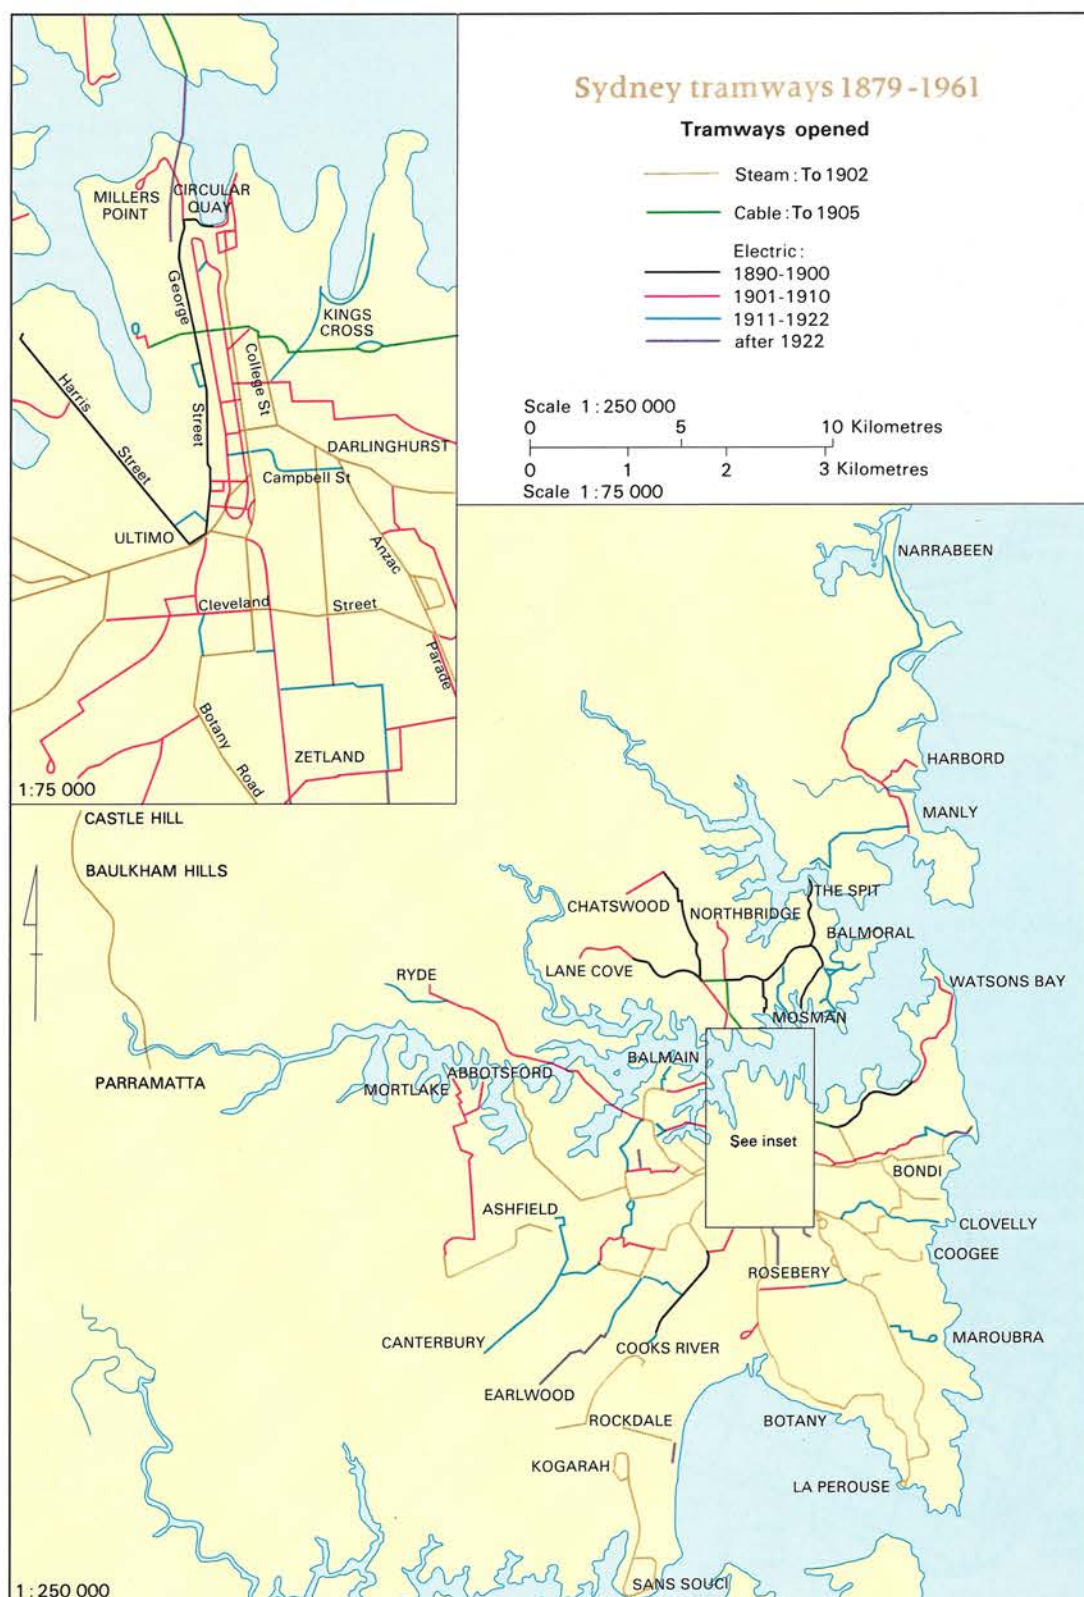 Sydney tramways 1879-1961
Tramways opened
Steam: To 1902
Cable: To 1905
Electric:
1890-1900
1901-1910
1911-1922
after 1922
Scale 1:250 000
0 5 10 Kilometres
0 1 2 3 Kilometres
Scale 1:75 000
MILLERS
POINT
CIRCULAR
QUAY
George
Street
KINGS
CROSS
College St
Harris
Street
DARLINGHURST
Campbell St
ULTIMO
Anzac
Parade
Cleveland Street
Botany
Road
ZETLAND
1:75 000
NARRABEEN
HARBORD
MANLY
CASTLE HILL
BAULKHAM HILLS
THE SPIT
CHATSWOOD
NORTHBRIDGE
BALMORAL
LANE COVE
RYDE
WATSONS BAY
MOSMAN
BALMAIN
PARRAMATTA
ABBOTSFORD
MORTLAKE
See inset
BONDI
ASHFIELD
CLOVELLY
COOGEE
ROSEBERY
CANTERBURY
COOKS RIVER
MAROUBRA
EARLWOOD
ROCKDALE
BOTANY
KOGARAH
LA PEROUSE
SANS SOUCI
1:250 000